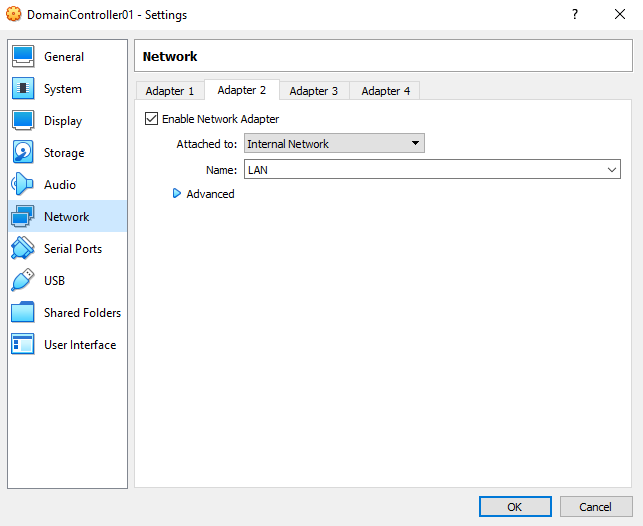 DomainController01 - Settings
?
General
System
Display
Storage
Audio
Network
Serial Ports
USB
Shared Folders
User Interface
Network
Adapter 1 Adapter 2 Adapter 3 Adapter 4
Enable Network Adapter
Attached to: Internal Network
Name: LAN
Advanced
OK Cancel